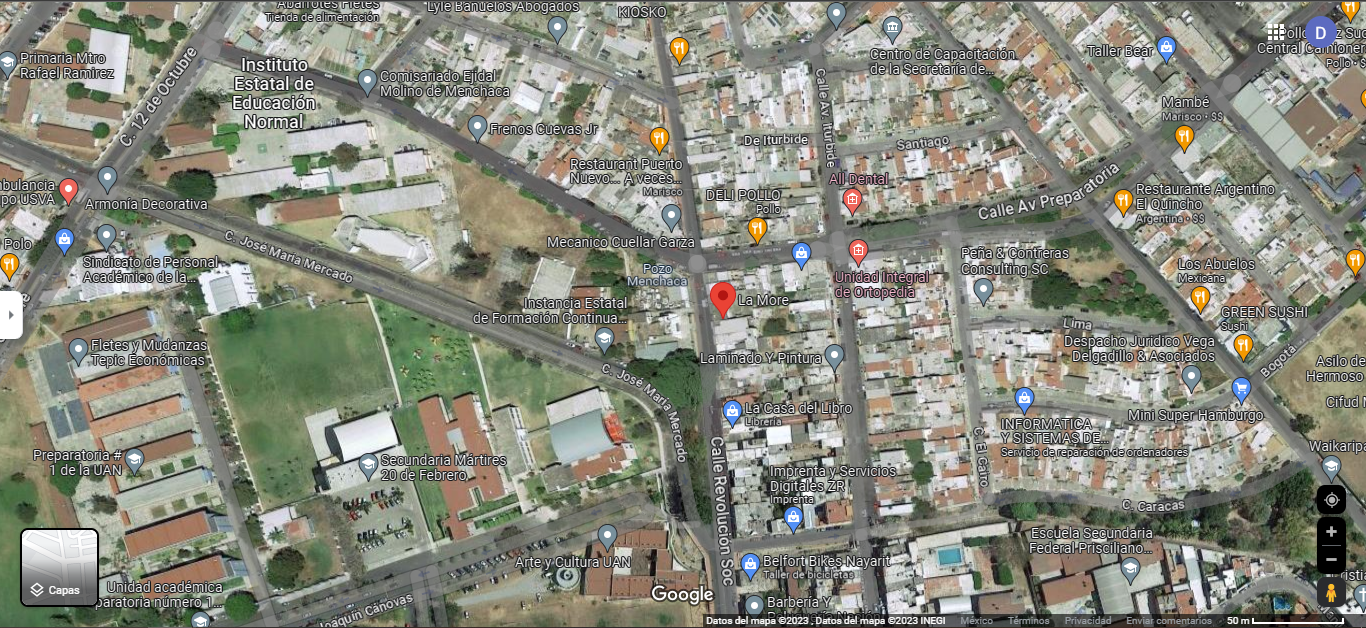 Abarrotes Fletes
Tienda de alimentación
Lyle Bañuelos Abogados
KIOSKO
Primaria Mtro
Rafael Ramirez
C. 12 de Octubre
Instituto
Estatal de
Educación
Normal
Comisariado Ejidal
Molino de Menchaca
Frenos Cuevas Jr
Restaurant Puerto
Nuevo... A veces...
Marisco
De Iturbide
Calle Av. Iturbide
Centro de Capacitación
de la Secretaría de...
Taller Bear
D
Central Camionera
Pollo • $
Mambé
Marisco • $$
Santiago
All Dental
DELI POLLO
Pollo
Calle Av Preparatoria
Restaurante Argentino
El Quincho
Argentina • $$
USVA
Armonía Decorativa
Polo
Sindicato de Personal
Académico de la...
C. José María Mercado
Mecanico Cuellar Garza
Pozo
Menchaca
Unidad Integral
de Ortopedia
Peña & Contreras
Consulting SC
Los Abuelos
Mexicana
La More
Instancia Estatal
de Formación Continua...
GREEN SUSHI
Sushi
Lima
Despacho Juridico Vega
Delgadillo & Asociados
Bogotá
Asilo de
Hermoso
Cifud
Fletes y Mudanzas
Tepic Económicas
Laminado Y Pintura
C. José María Mercado
La Casa del Libro
Librería
INFORMATICA
Y SISTEMAS DE...
Servicio de reparación de ordenadores
Mini Super Hamburgo
C. El Cairo
Waikaripa
Preparatoria #
1 de la UAN
Secundaria Mártires
20 de Febrero
Calle Revolucion Soc
Imprenta y Servicios
Digitales ZR
Imprenta
C. Caracas
Escuela Secundaria
Federal Prisciliano...
Arte y Cultura UAN
Belfort Bikes Nayarit
Taller de bicicletas
Capas
Unidad académica
paratoria número 1...
Joaquín Cánovas
Google
Barbería Y
Datos del mapa ©2023 , Datos del mapa ©2023 INEGI México Términos Privacidad Enviar comentarios 50 m